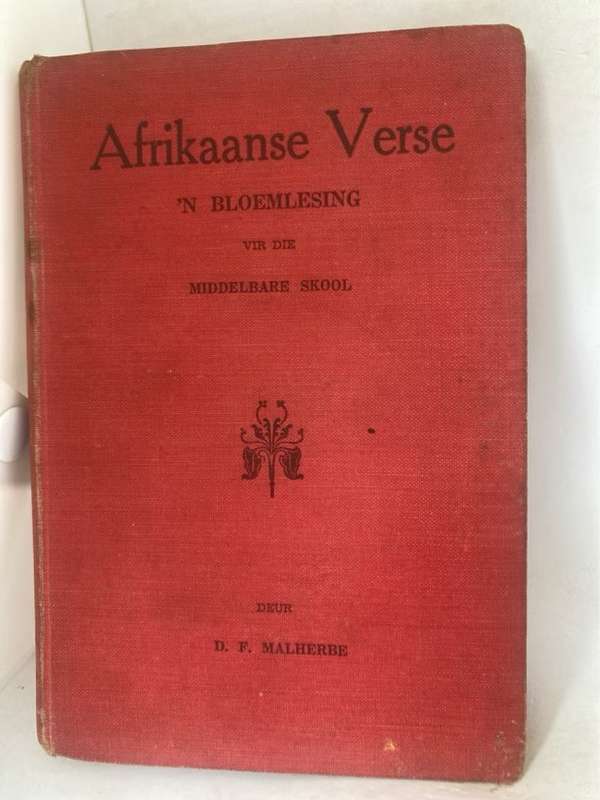 Afrikaanse Verse
'N BLOEMLESING
VIR DIE
MIDDELBARE SKOOL
DEUR
D. F. MALHERBE